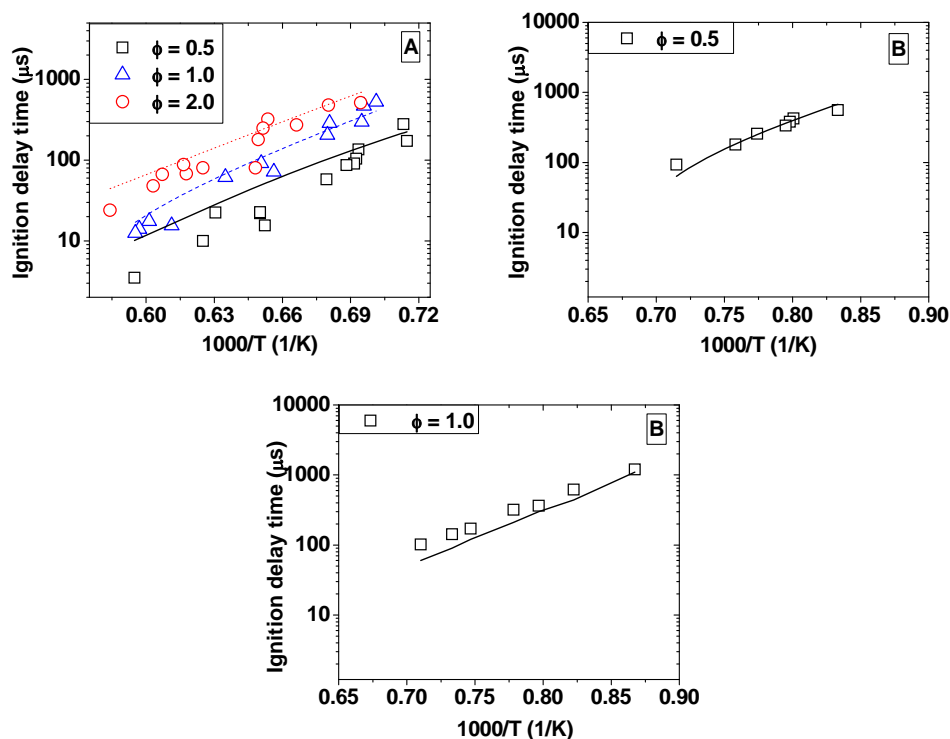 A
ϕ = 0.5
ϕ = 1.0
ϕ = 2.0
Ignition delay time (μs)
1000
100
10
0.60
0.63
0.66
0.69
0.72
1000/T (1/K)
B
ϕ = 0.5
Ignition delay time (μs)
10000
1000
100
10
0.65
0.70
0.75
0.80
0.85
0.90
1000/T (1/K)
B
ϕ = 1.0
Ignition delay time (μs)
10000
1000
100
10
0.65
0.70
0.75
0.80
0.85
0.90
1000/T (1/K)